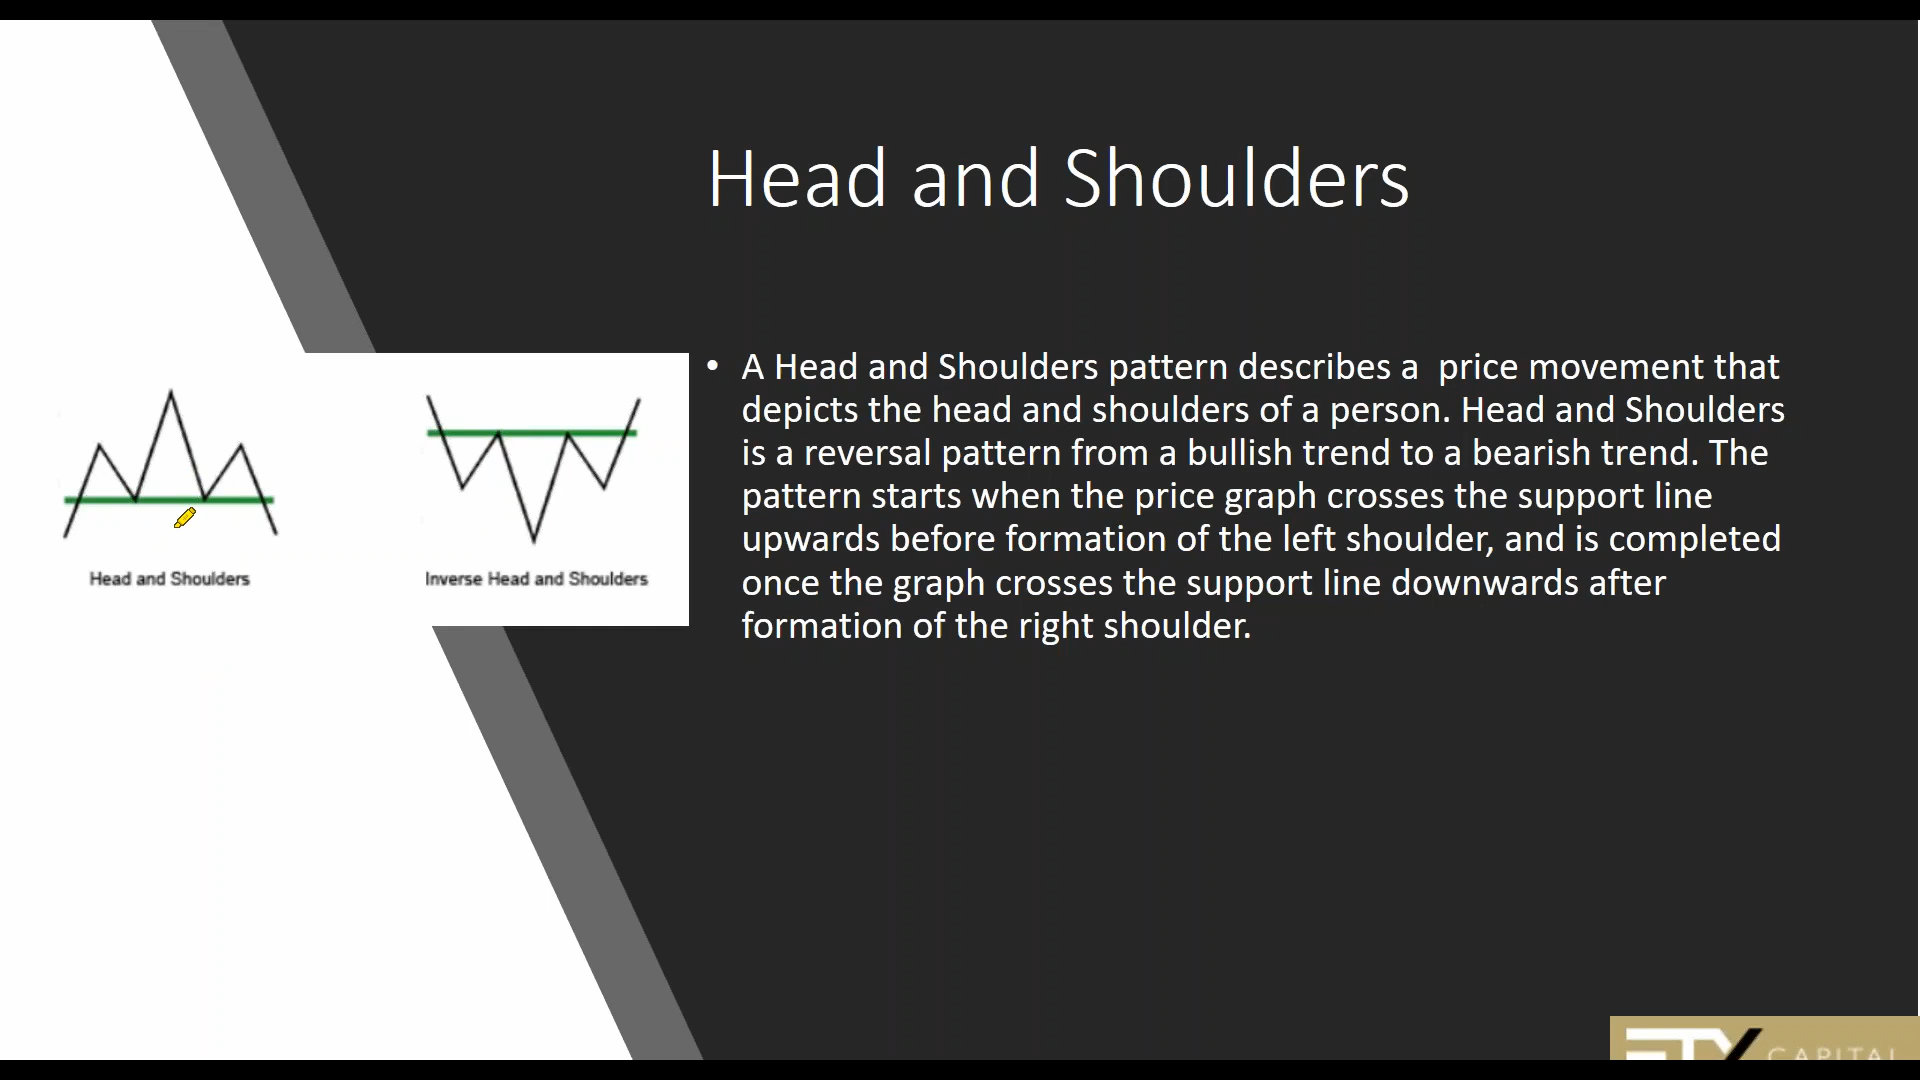 Head and Shoulders
• A Head and Shoulders pattern describes a  price movement that
depicts the head and shoulders of a person. Head and Shoulders
is a reversal pattern from a bullish trend to a bearish trend. The
pattern starts when the price graph crosses the support line
upwards before formation of the left shoulder, and is completed
once the graph crosses the support line downwards after
formation of the right shoulder.
Head and Shoulders
Inverse Head and Shoulders
CAPITAL